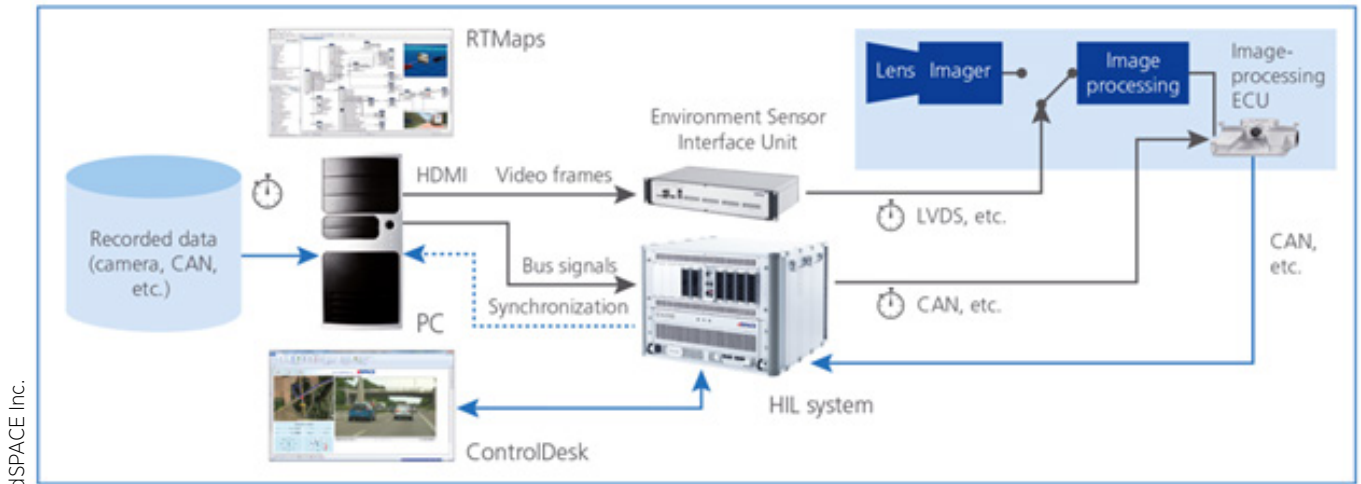 RTMaps
Lens
Imager
Image
processing
Image-
processing
ECU
Environment Sensor
Interface Unit
HDMI
Video frames
LVDS, etc.
Recorded data
(camera, CAN,
etc.)
Bus signals
Synchronization
PC
CAN, etc.
CAN,
etc.
HIL system
ControlDesk
dSPACE Inc.